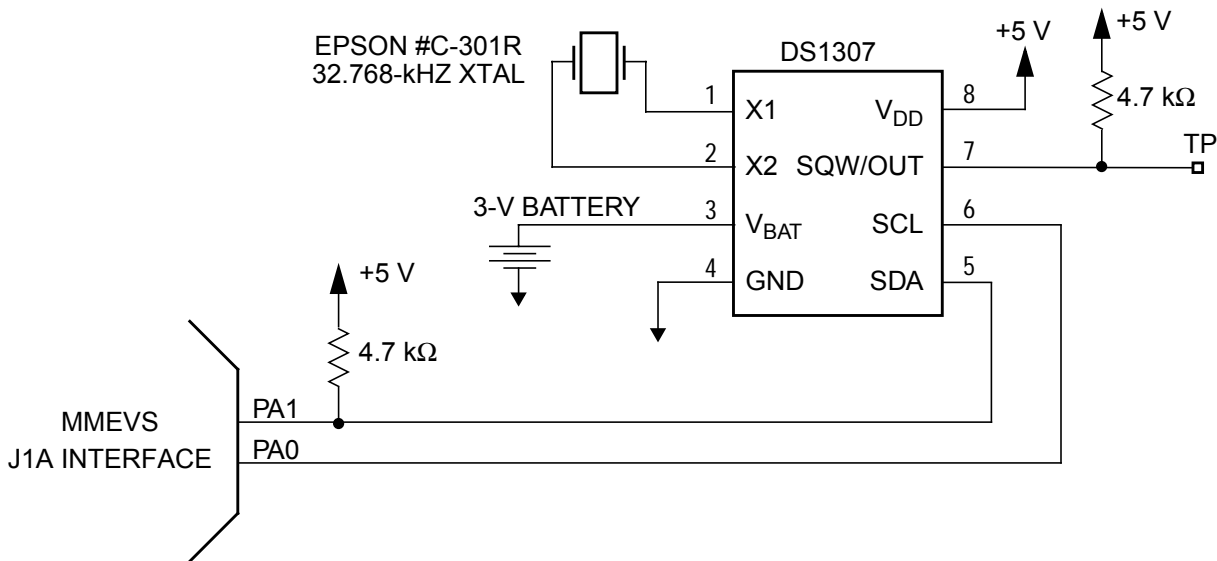 EPSON #C-301R
32.768-kHZ XTAL
DS1307
+5 V
+5 V
4.7 kΩ
TP
1
X1
V_DD
8
2
X2
SQW/OUT
7
3-V BATTERY
3
V_BAT
SCL
6
4
GND
SDA
5
+5 V
4.7 kΩ
MMEVS
J1A INTERFACE
PA1
PA0